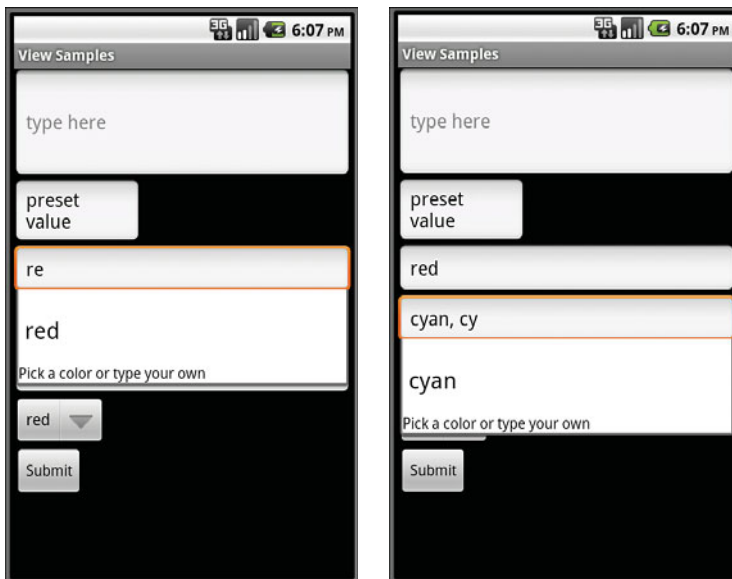 3G 6:07 PM
View Samples
type here
preset
value
re
red
Pick a color or type your own
red
Submit
3G 6:07 PM
View Samples
type here
preset
value
red
cyan, cy
cyan
Pick a color or type your own
Submit